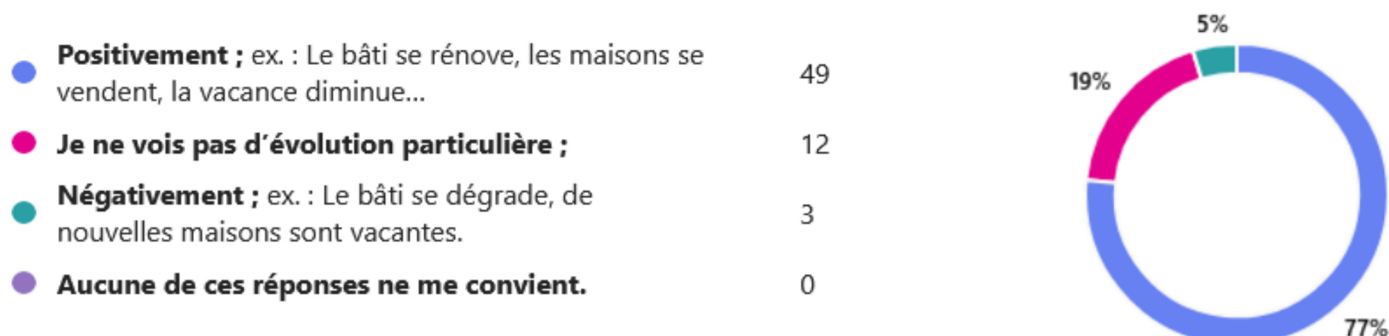 5%
Positivement ; ex. : Le bâti se rénove, les maisons se
vendent, la vacance diminue...
49
19%
Je ne vois pas d’évolution particulière ;
12
Négativement ; ex. : Le bâti se dégrade, de
nouvelles maisons sont vacantes.
3
Aucune de ces réponses ne me convient.
0
77%